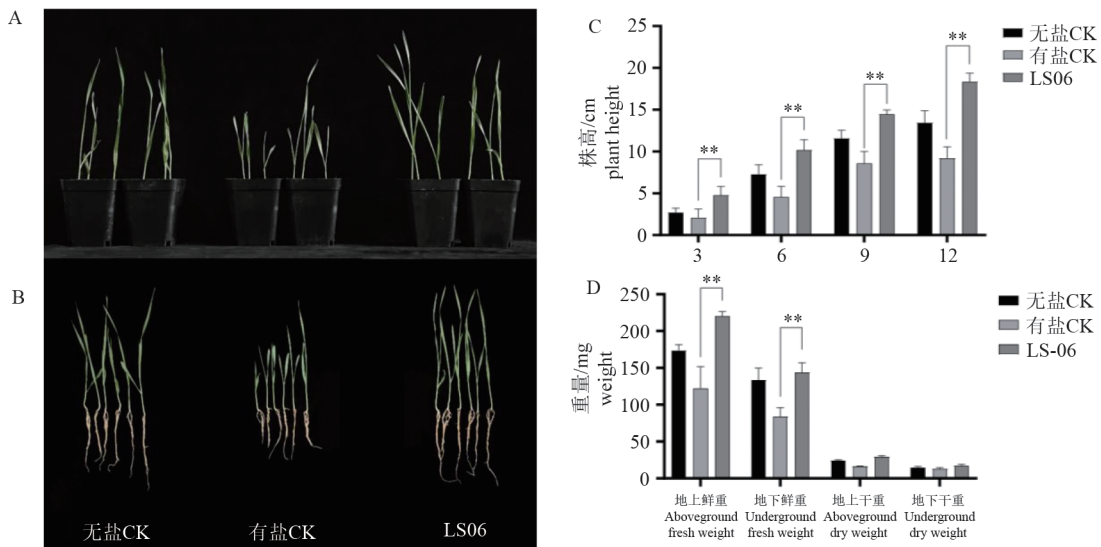 A
B
无盐CK
有盐CK
LS06
C
25
20
15
10
5
0
株高/cm
plant height
**
**
**
**
3
6
9
12
无盐CK
有盐CK
LS06
D
250
200
150
100
50
0
重量/mg
weight
**
**
地上鲜重
Aboveground
fresh weight
地下鲜重
Underground
fresh weight
地上干重
Aboveground
dry weight
地下干重
Underground
dry weight
无盐CK
有盐CK
LS-06